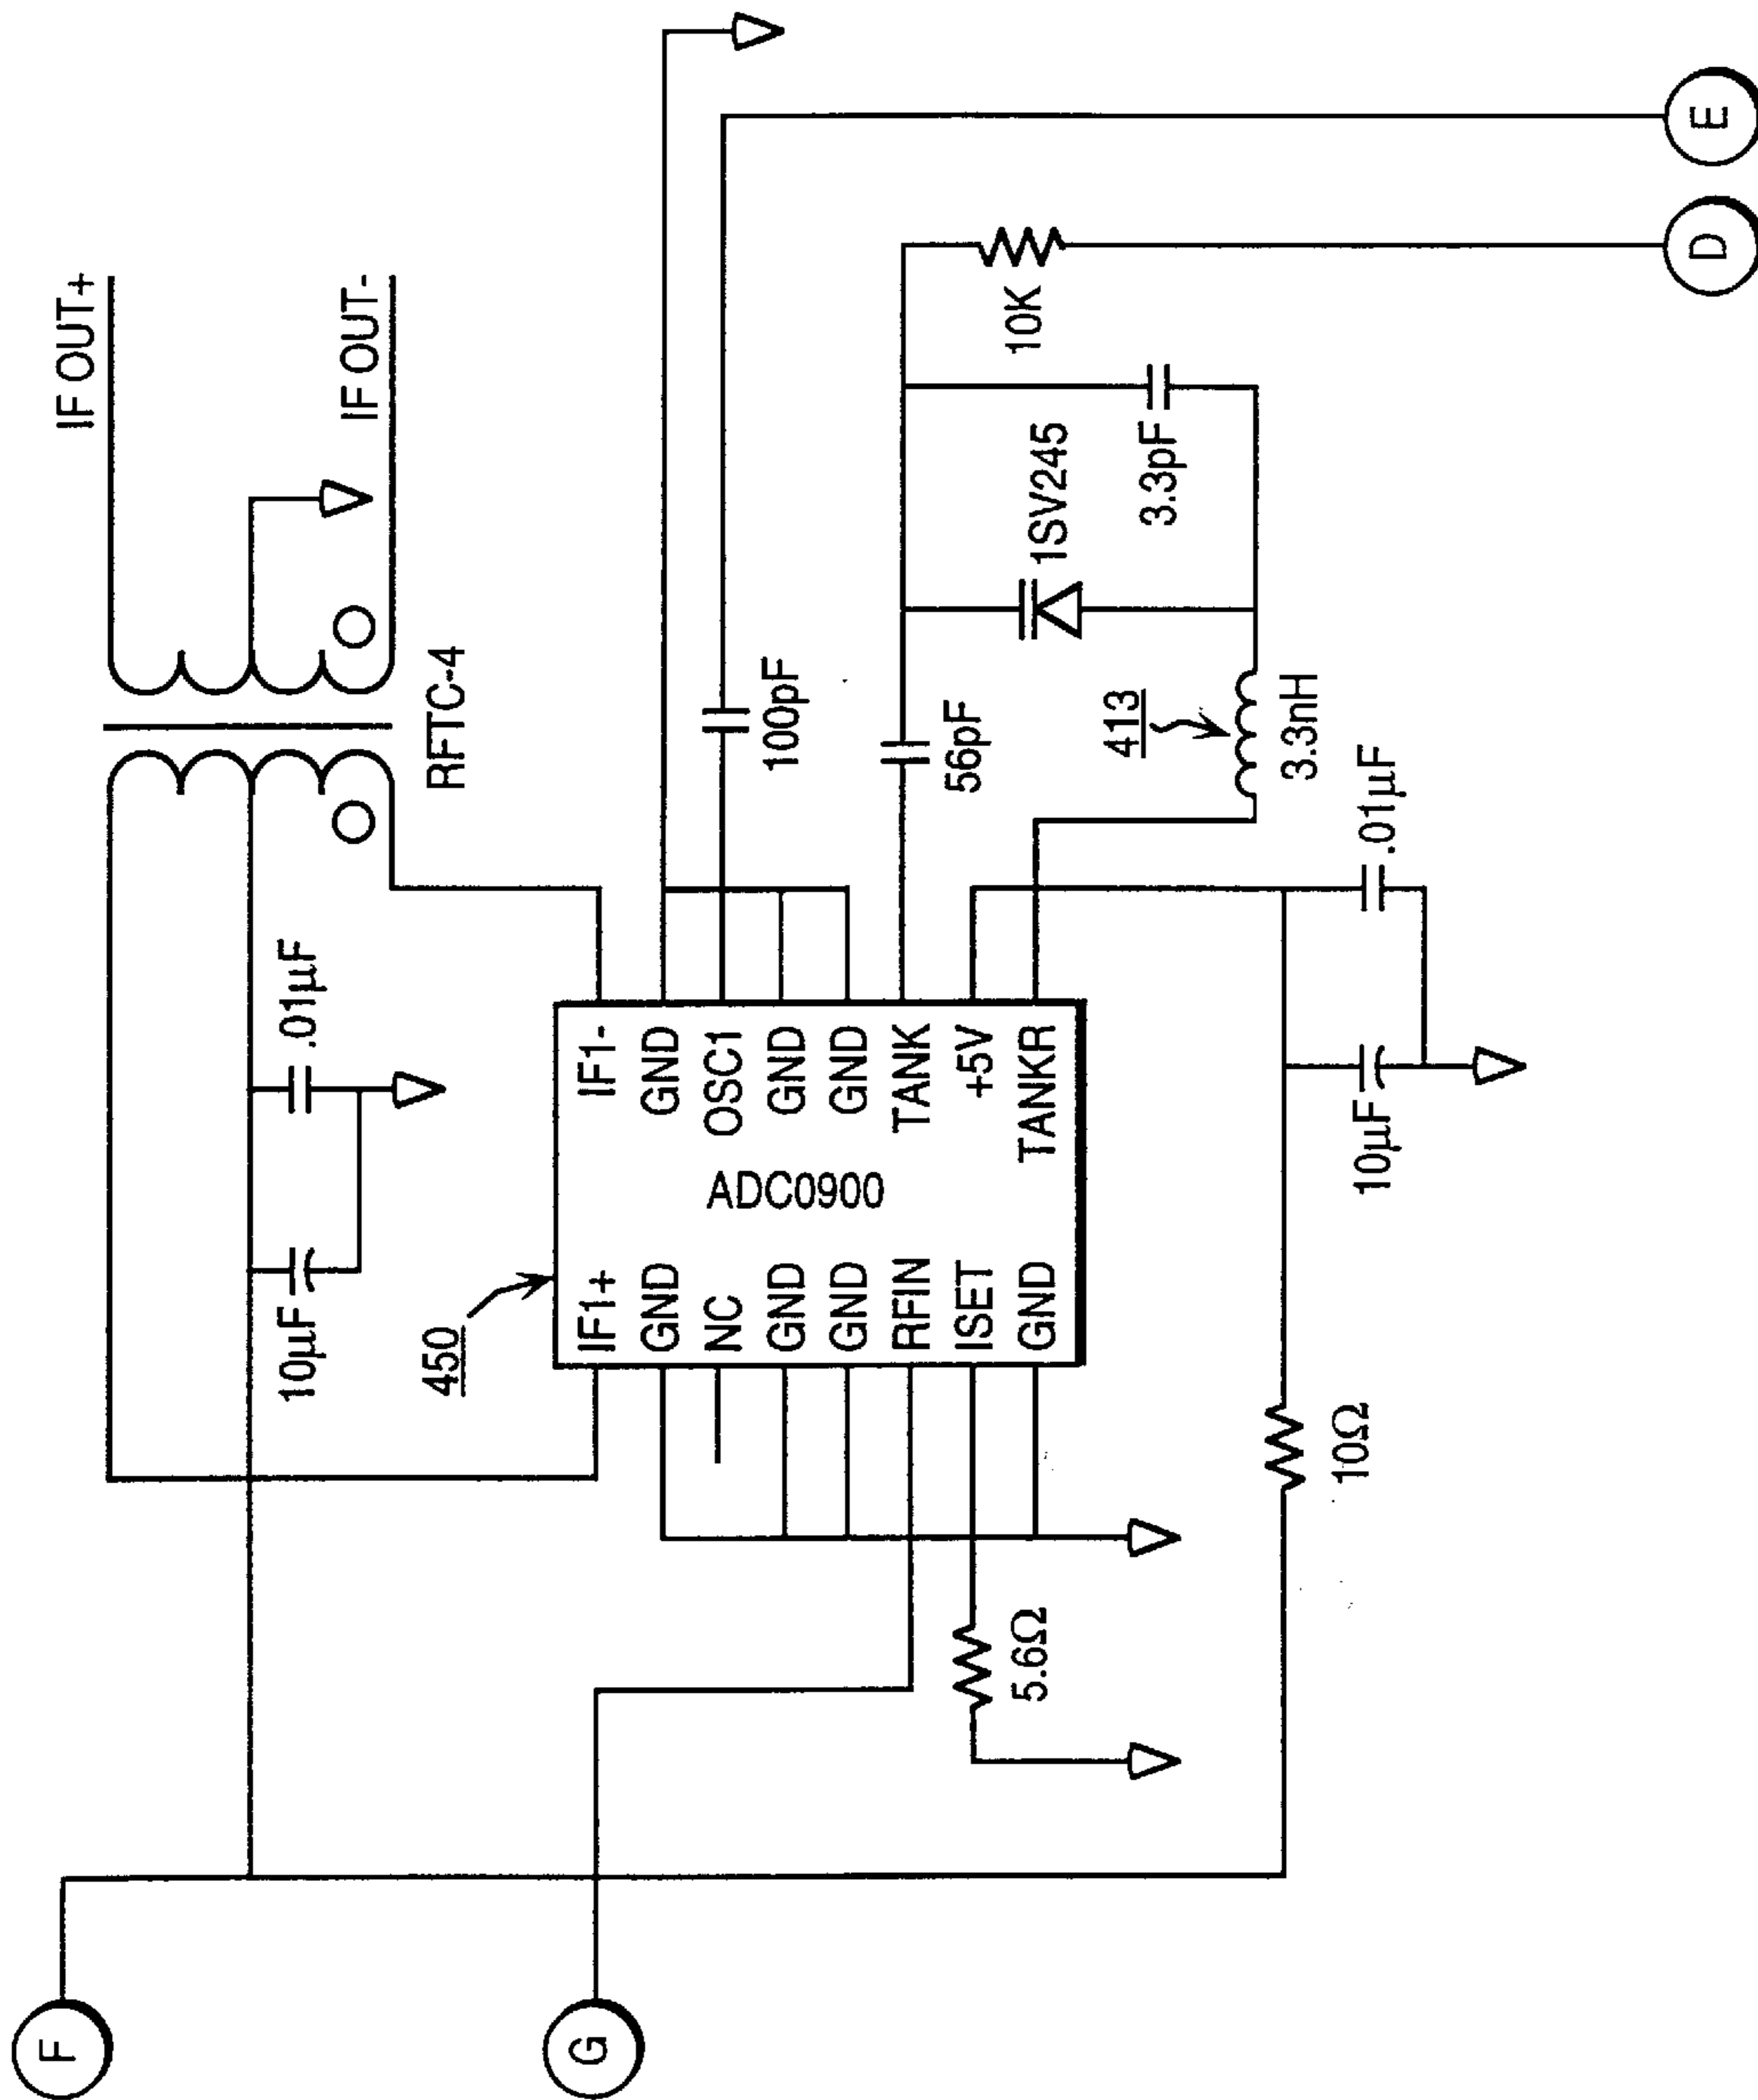 IF OUT+
IF OUT-
RFTC-4
.01µF
10µF
450
IF1+
GND
NC
GND
GND
RFIN
ISET
GND
ADC0900
IF1-
GND
OSC1
GND
GND
TANK
+5V
TANKR
100pF
56pF
1SV245
3.3pF
10K
413
3.3nH
.01µF
10µF
10Ω
5.6Ω
F
G
D
E